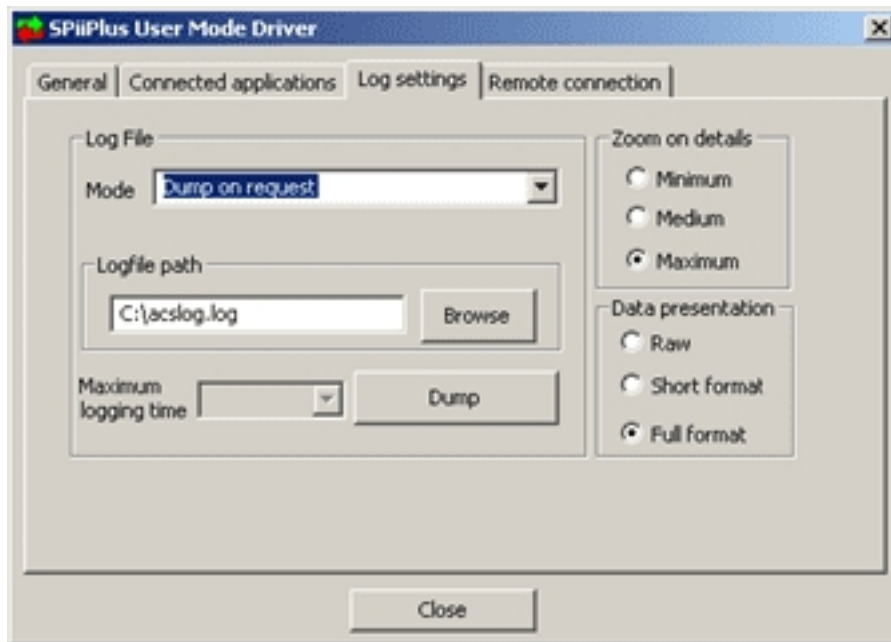 SPiiPlus User Mode Driver
General
Connected applications
Log settings
Remote connection
Log File
Mode
Dump on request
Logfile path
C:\acslog.log
Browse
Maximum
logging time
Dump
Zoom on details
Minimum
Medium
Maximum
Data presentation
Raw
Short format
Full format
Close